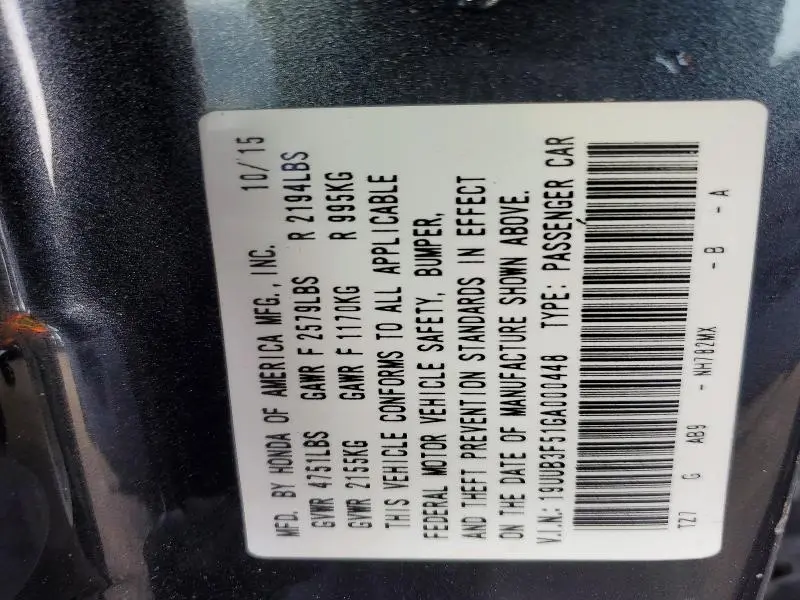 MFD. BY HONDA OF AMERICA MFG., INC. 10/'15
GVWR 4751LBS GAWR F 2579LBS R 2194LBS
GVWR 2155KG GAWR F 1170KG R 995KG
THIS VEHICLE CONFORMS TO ALL APPLICABLE
FEDERAL MOTOR VEHICLE SAFETY, BUMPER,
AND THEFT PREVENTION STANDARDS IN EFFECT
ON THE DATE OF MANUFACTURE SHOWN ABOVE.
V.I.N.: 19UUB3F51GA000448 TYPE: PASSENGER CAR
TZ7 G AB9 - NH782MX - B - A